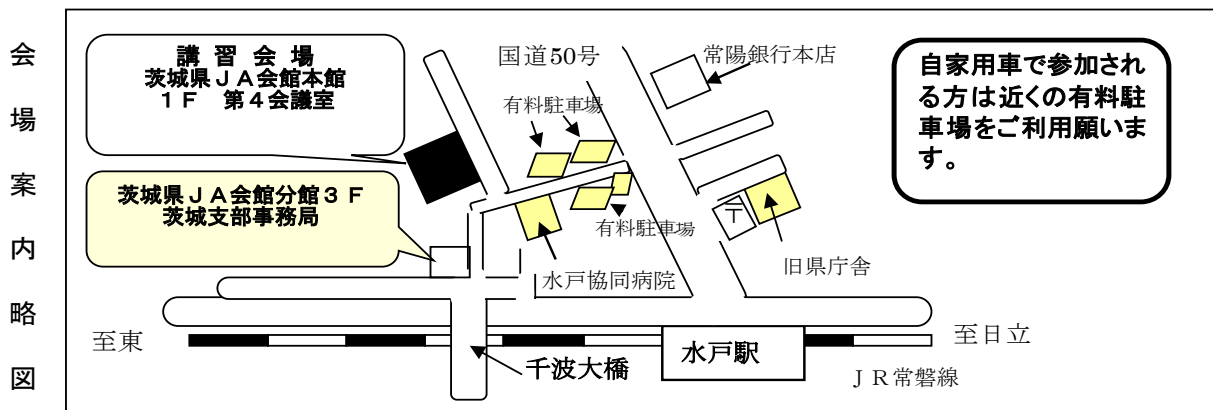 会場案内略図
講 習 会 場
茨城県ＪＡ会館本館
１Ｆ　第４会議室
茨城県ＪＡ会館分館３Ｆ
茨城支部事務局
国道50号
常陽銀行本店
有料駐車場
自家用車で参加され
る方は近くの有料駐
車場をご利用願いま
す。
〒
有料駐車場
水戸協同病院
旧県庁舎
至東
千波大橋
水戸駅
至日立
ＪＲ常磐線